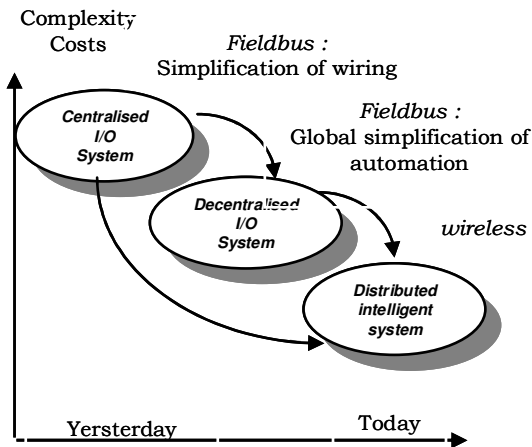 Complexity
Costs
Fieldbus :
Simplification of wiring
Fieldbus :
Global simplification of
automation
Centralised
I/O
System
Decentralised
I/O
System
wireless
Distributed
intelligent
system
Yersterday
Today